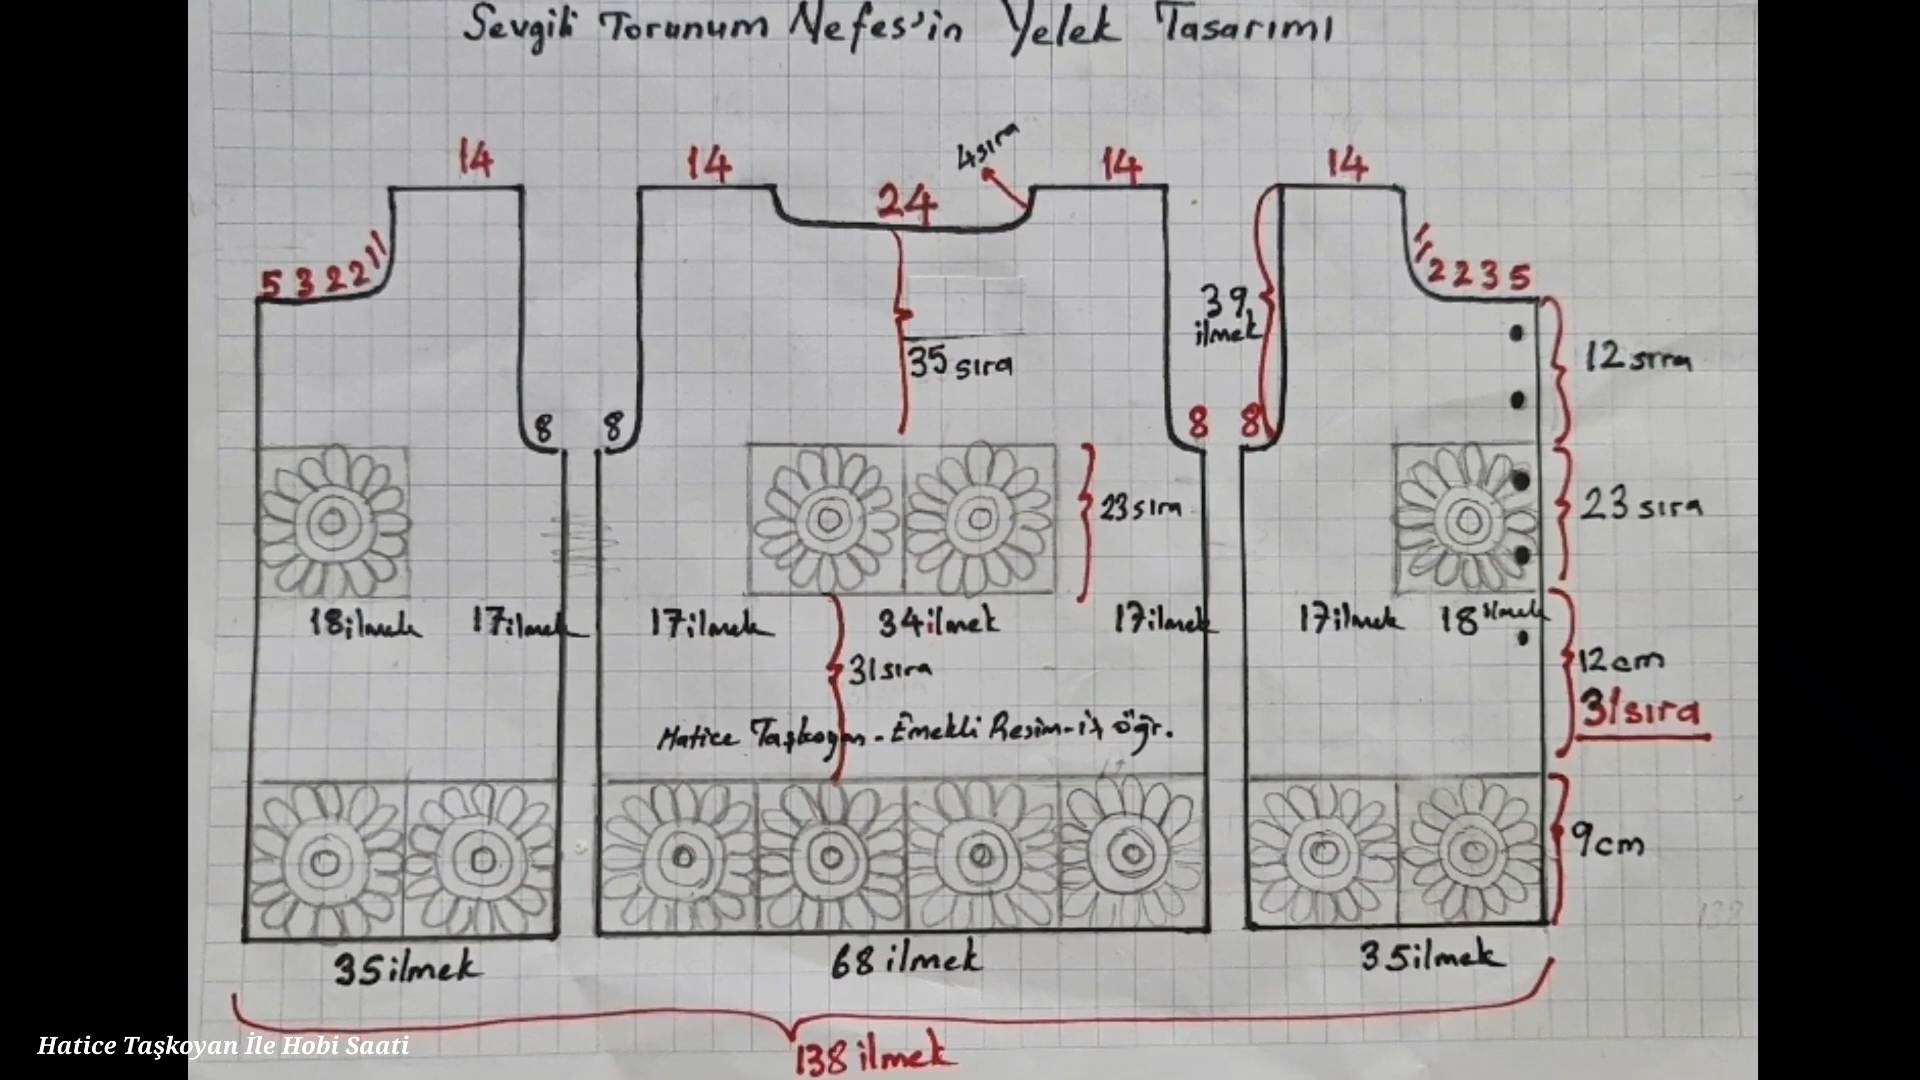 Sevgili Torunum Nefes'in Yelek Tasarımı
14 14 4 sıra 14 14
24
5 3 2 2 1 1
1 1 2 2 3 5
39 ilmek
12 sıra
35 sıra
8 8 8 8
23 sıra 23 sıra
18 ilmek 17 ilmek 17 ilmek 34 ilmek 17 ilmek 17 ilmek 18 ilmek
31 sıra 12 cm
31 sıra
Hatice Taşkoyan - Emekli Resim-iş öğr.
9 cm
138
35 ilmek 68 ilmek 35 ilmek
138 ilmek
Hatice Taşkoyan İle Hobi Saati